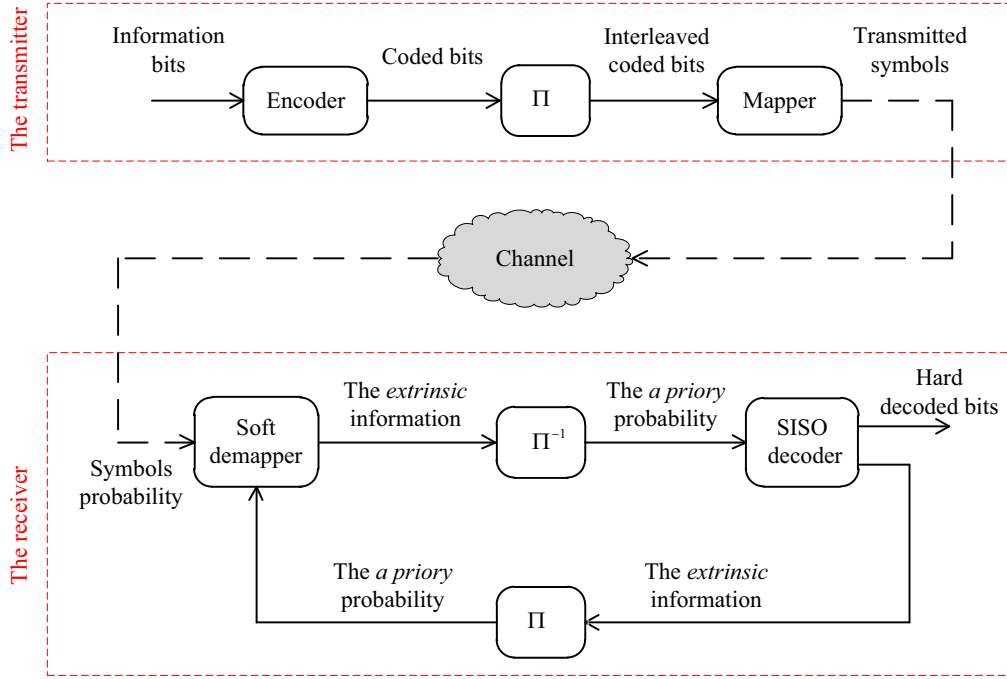 The transmitter
Information
bits
Encoder
Coded bits
Π
Interleaved
coded bits
Mapper
Transmitted
symbols
Channel
The receiver
Symbols
probability
Soft
demapper
The extrinsic
information
Π⁻¹
The a priory
probability
SISO
decoder
Hard
decoded bits
The a priory
probability
Π
The extrinsic
information